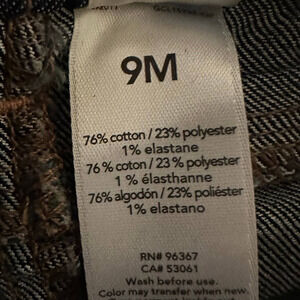 9M
76% cotton / 23% polyester
1% elastane
76 % coton / 23 % polyester
1 % élasthanne
76% algodón / 23% poliéster
1% elastano
RN# 96367
CA# 53061
Wash before use.
Color may transfer when new.